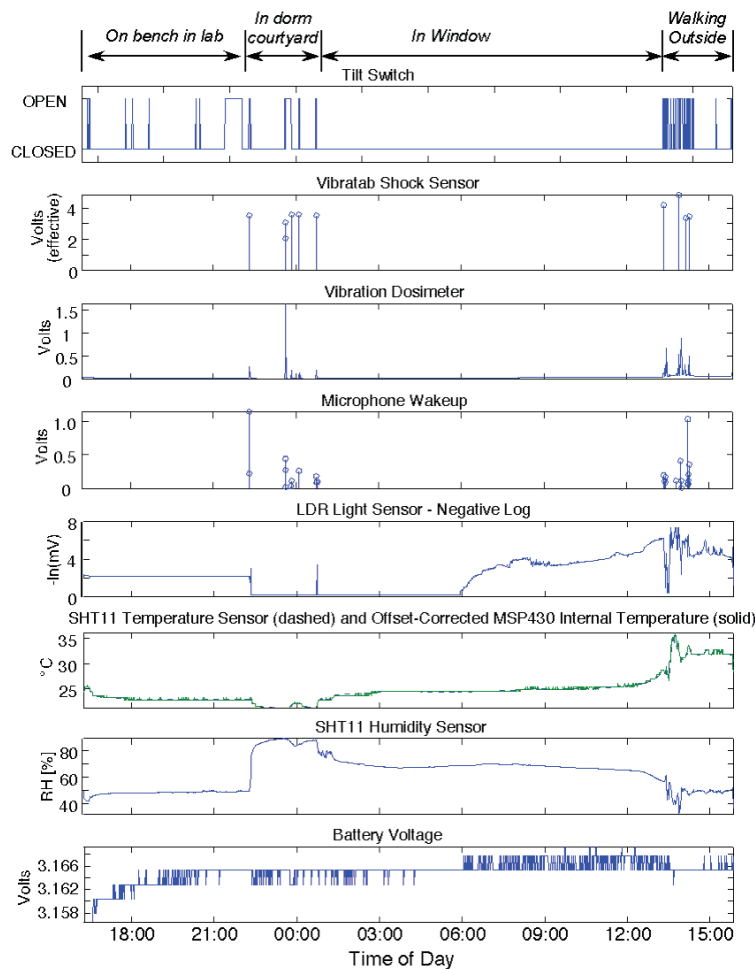 On bench in lab
In dorm
courtyard
In Window
Walking
Outside
Tilt Switch
OPEN
CLOSED
Vibratab Shock Sensor
Volts
(effective)
4
2
0
Vibration Dosimeter
Volts
1.5
1.0
0.5
0
Microphone Wakeup
Volts
1.0
0.5
0
LDR Light Sensor - Negative Log
-ln(mV)
8
4
0
SHT11 Temperature Sensor (dashed) and Offset-Corrected MSP430 Internal Temperature (solid)
°C
35
30
25
SHT11 Humidity Sensor
RH [%]
80
60
40
Battery Voltage
Volts
3.166
3.162
3.158
18:00 21:00 00:00 03:00 06:00 09:00 12:00 15:00
Time of Day